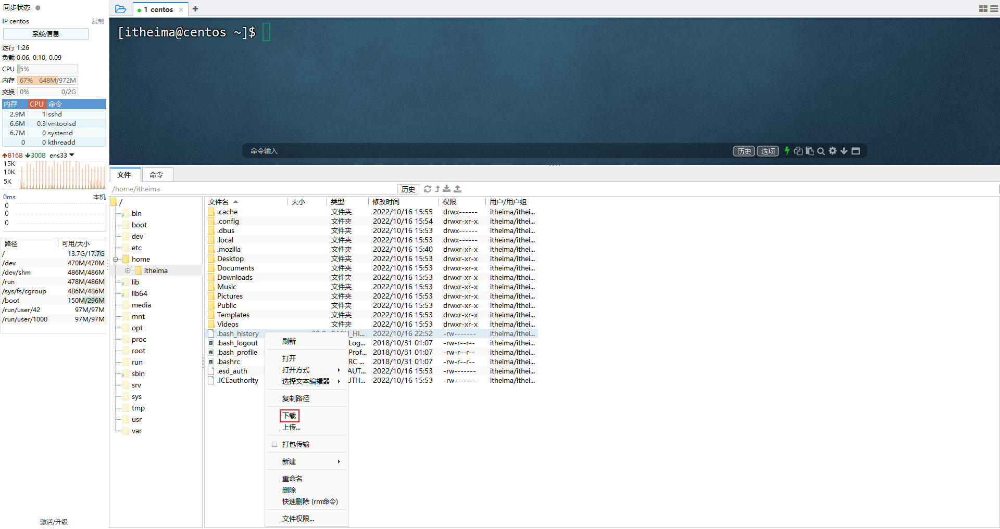 同步状态
IP centos 复制
系统信息
运行 1:26
负载 0.06, 0.10, 0.09
CPU 5%
内存 67% 648M/972M
交换 0% 0/2G
内存 CPU 命令
2.9M 1 sshd
6.6M 0.3 vmtoolsd
6.7M 0 systemd
0 0 kthreadd
816B 300B ens33
15K
10K
5K
0ms 本机
0
0
0
路径 可用/大小
/ 13.7G/17.7G
/dev 470M/470M
/dev/shm 486M/486M
/run 478M/486M
/sys/fs/cgroup 486M/486M
/boot 150M/296M
/run/user/42 97M/97M
/run/user/1000 97M/97M
激活/升级
1 centos
[itheima@centos ~]$
命令输入 历史 选项
文件 命令
/home/itheima 历史
/
bin
boot
dev
etc
home
itheima
lib
lib64
media
mnt
opt
proc
root
run
sbin
srv
sys
tmp
usr
var
文件名 大小 类型 修改时间 权限 用户/用户组
.cache 文件夹 2022/10/16 15:55 drwx------ itheima/ithei...
.config 文件夹 2022/10/16 15:54 drwxr-xr-x itheima/ithei...
.dbus 文件夹 2022/10/16 15:53 drwx------ itheima/ithei...
.local 文件夹 2022/10/16 15:53 drwx------ itheima/ithei...
.mozilla 文件夹 2022/10/16 15:40 drwxr-xr-x itheima/ithei...
Desktop 文件夹 2022/10/16 15:53 drwxr-xr-x itheima/ithei...
Documents 文件夹 2022/10/16 15:53 drwxr-xr-x itheima/ithei...
Downloads 文件夹 2022/10/16 15:53 drwxr-xr-x itheima/ithei...
Music 文件夹 2022/10/16 15:53 drwxr-xr-x itheima/ithei...
Pictures 文件夹 2022/10/16 15:53 drwxr-xr-x itheima/ithei...
Public 文件夹 2022/10/16 15:53 drwxr-xr-x itheima/ithei...
Templates 文件夹 2022/10/16 15:53 drwxr-xr-x itheima/ithei...
Videos 文件夹 2022/10/16 15:53 drwxr-xr-x itheima/ithei...
.bash_history 2022/10/16 22:52 -rw------- itheima/ithei...
.bash_logout Log... 2018/10/31 01:07 -rw-r--r-- itheima/ithei...
.bash_profile Prof... 2018/10/31 01:07 -rw-r--r-- itheima/ithei...
.bashrc RC ... 2018/10/31 01:07 -rw-r--r-- itheima/ithei...
.esd_auth AUT... 2022/10/16 15:53 -rw------- itheima/ithei...
.ICEauthority UTH... 2022/10/16 15:53 -rw------- itheima/ithei...
刷新
打开
打开方式
选择文本编辑器
复制路径
下载
上传...
打包传输
新建
重命名
删除
快速删除 (rm命令)
文件权限...